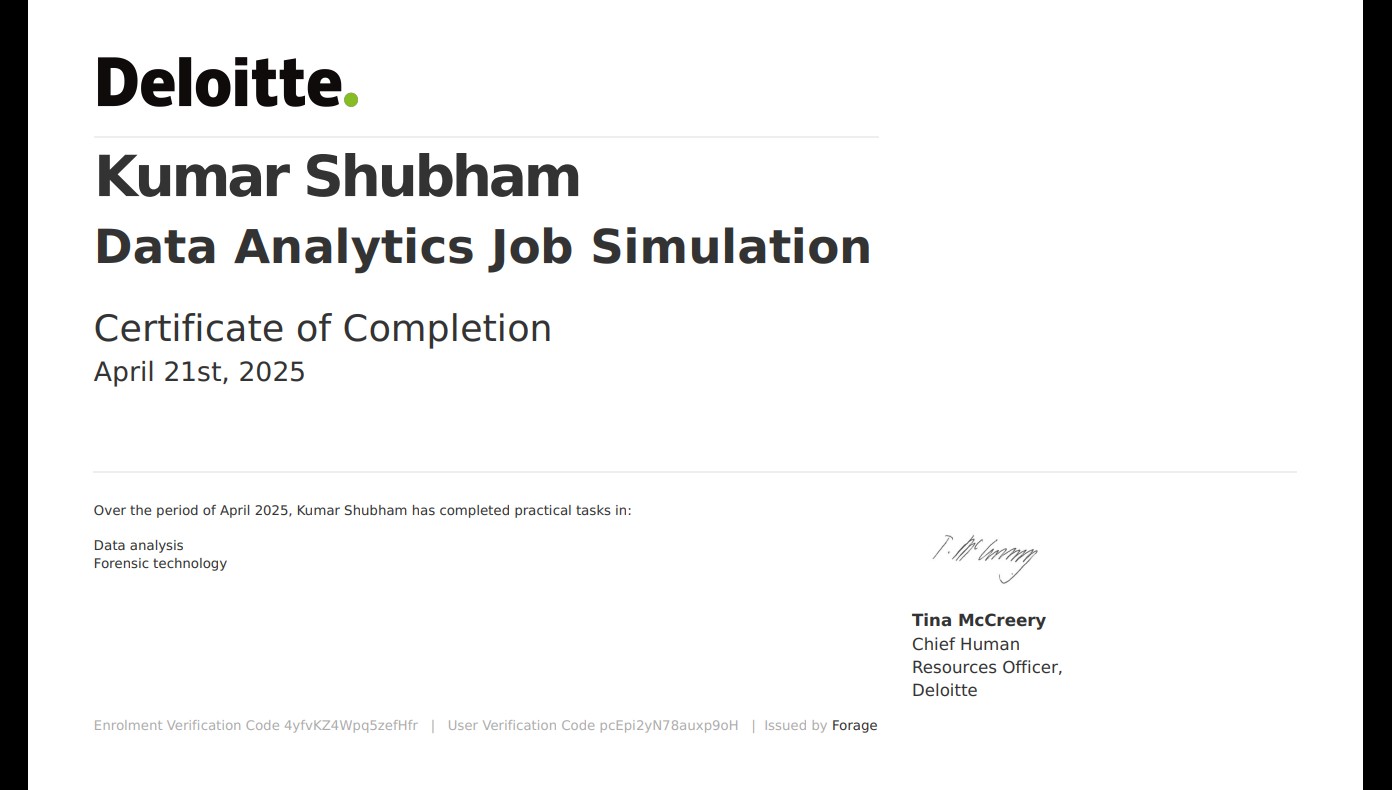 Deloitte.
Kumar Shubham
Data Analytics Job Simulation
Certificate of Completion
April 21st, 2025
Over the period of April 2025, Kumar Shubham has completed practical tasks in:
Data analysis
Forensic technology
T. McCreery
Tina McCreery
Chief Human
Resources Officer,
Deloitte
Enrolment Verification Code 4yfvKZ4Wpq5zefHfr | User Verification Code pcEpi2yN78auxp9oH | Issued by Forage